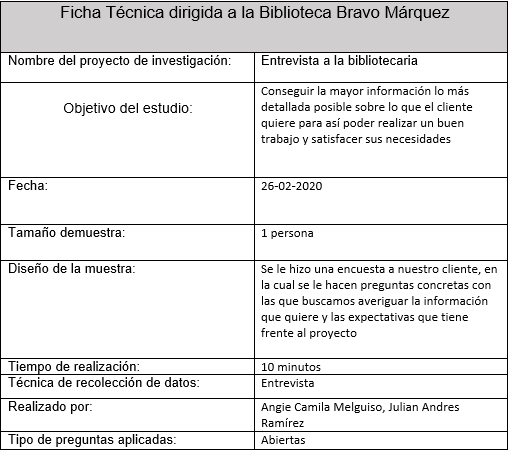 Ficha Técnica dirigida a la Biblioteca Bravo Márquez
Nombre del proyecto de investigación: Entrevista a la bibliotecaria
Objetivo del estudio: Conseguir la mayor información lo más
detallada posible sobre lo que el cliente
quiere para así poder realizar un buen
trabajo y satisfacer sus necesidades
Fecha: 26-02-2020
Tamaño demuestra: 1 persona
Diseño de la muestra: Se le hizo una encuesta a nuestro cliente, en
la cual se le hacen preguntas concretas con
las que buscamos averiguar la información
que quiere y las expectativas que tiene
frente al proyecto
Tiempo de realización: 10 minutos
Técnica de recolección de datos: Entrevista
Realizado por: Angie Camila Melguiso, Julian Andres
Ramírez
Tipo de preguntas aplicadas: Abiertas